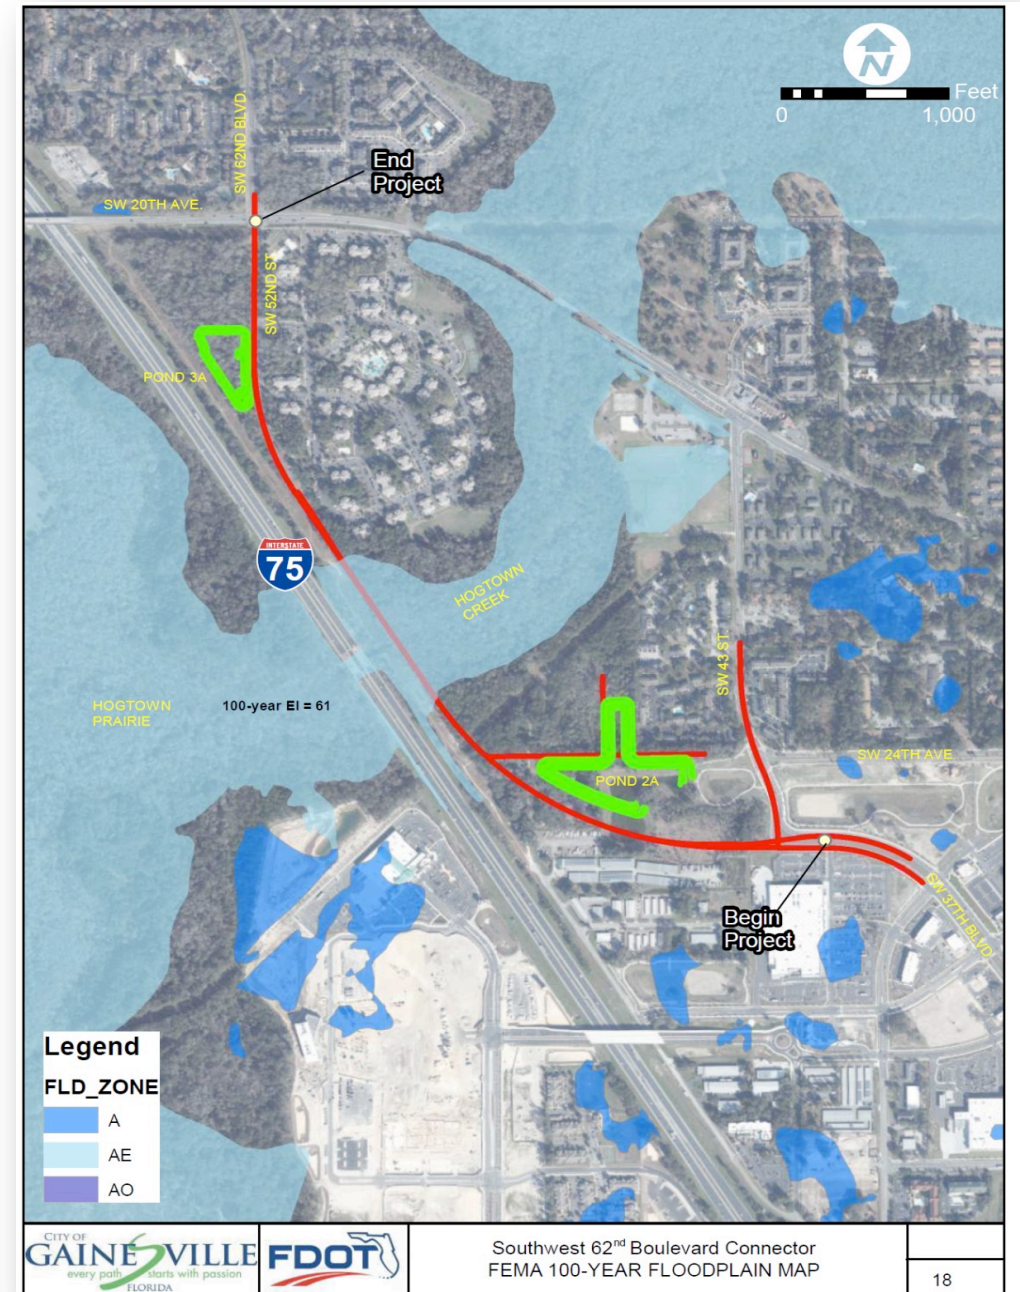 N
Feet
0 1,000
SW 62ND BLVD.
End
Project
SW 20TH AVE.
SW 52ND ST.
POND 3A
INTERSTATE
75
HOGTOWN
CREEK
SW 43 ST.
HOGTOWN
PRAIRIE
100-year El = 61
SW 24TH AVE.
POND 2A
Begin
Project
SW 37TH BLVD.
Legend
FLD_ZONE
A
AE
AO
CITY OF
GAINESVILLE
every path starts with passion
FLORIDA
FDOT
Southwest 62nd Boulevard Connector
FEMA 100-YEAR FLOODPLAIN MAP
18